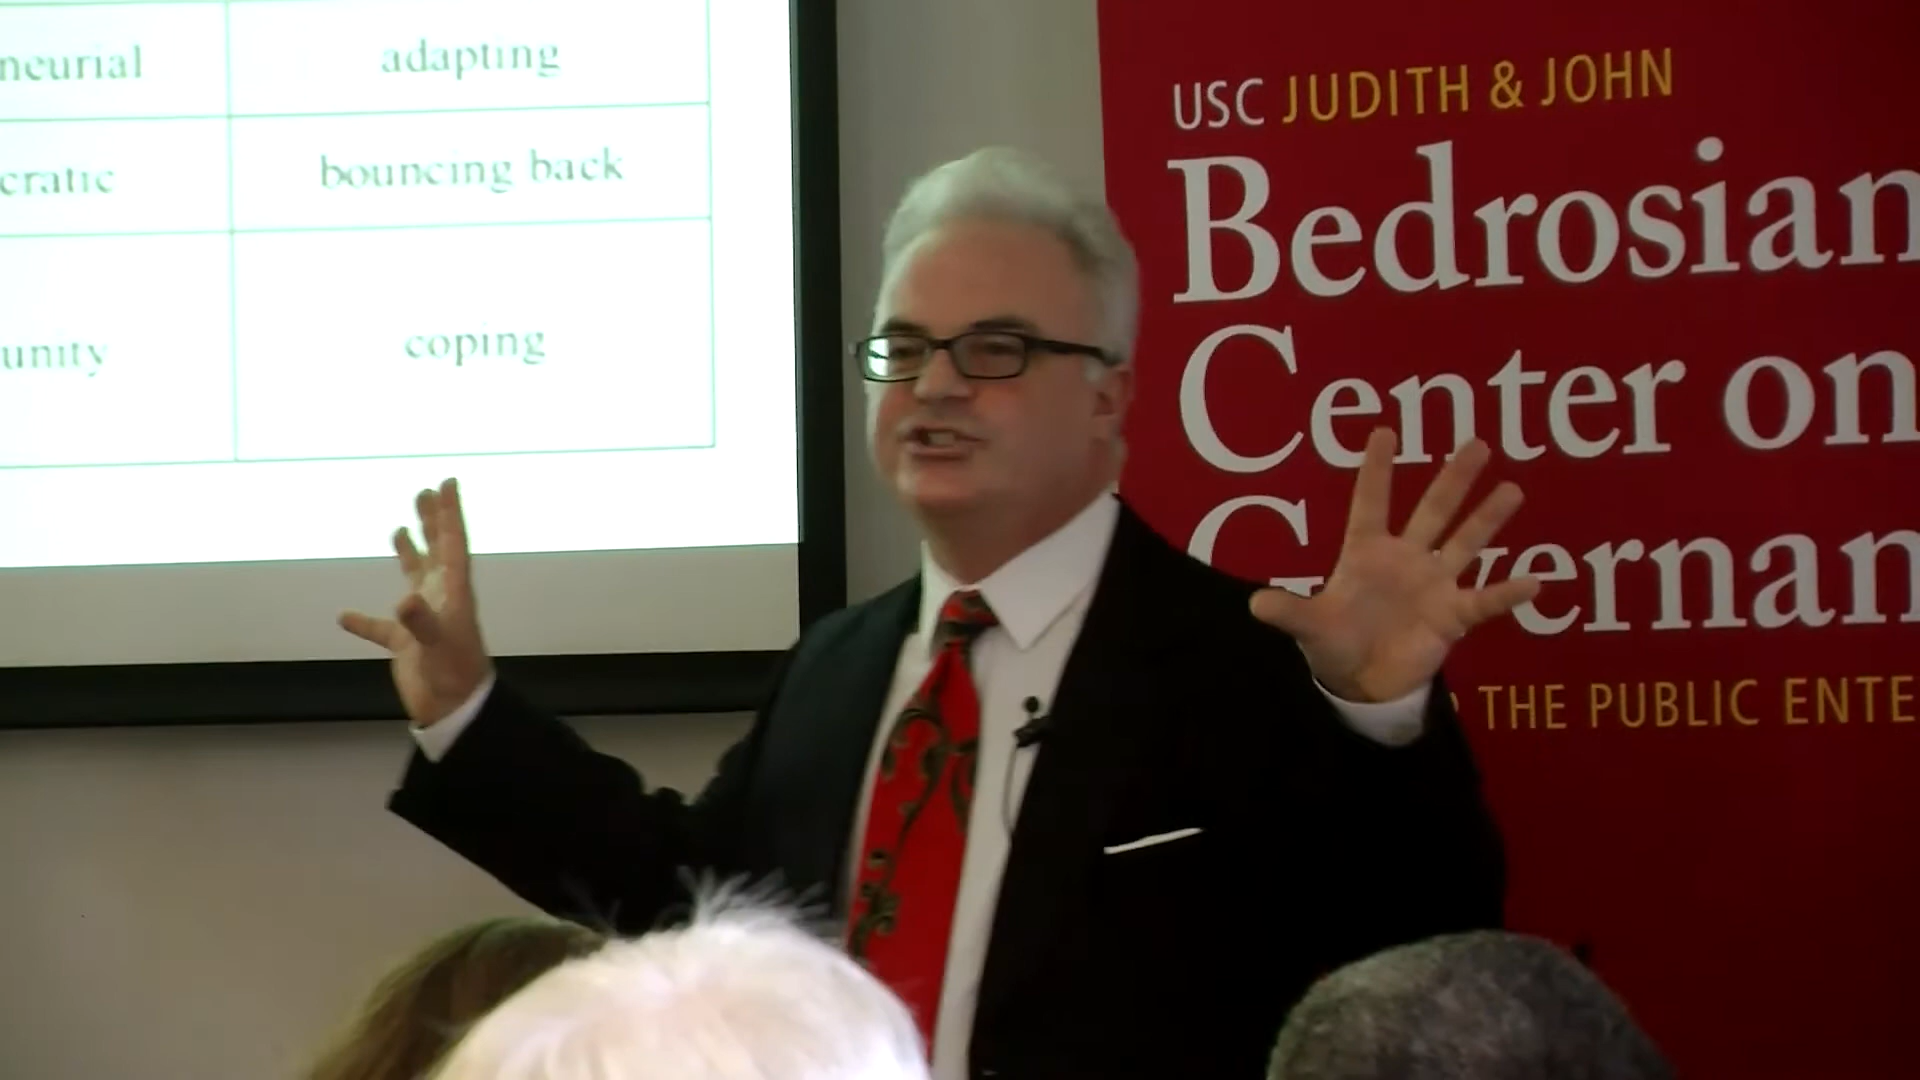 neurial adapting
cratic bouncing back
unity coping
USC JUDITH & JOHN
Bedrosian
Center on
G vernan
THE PUBLIC ENTE